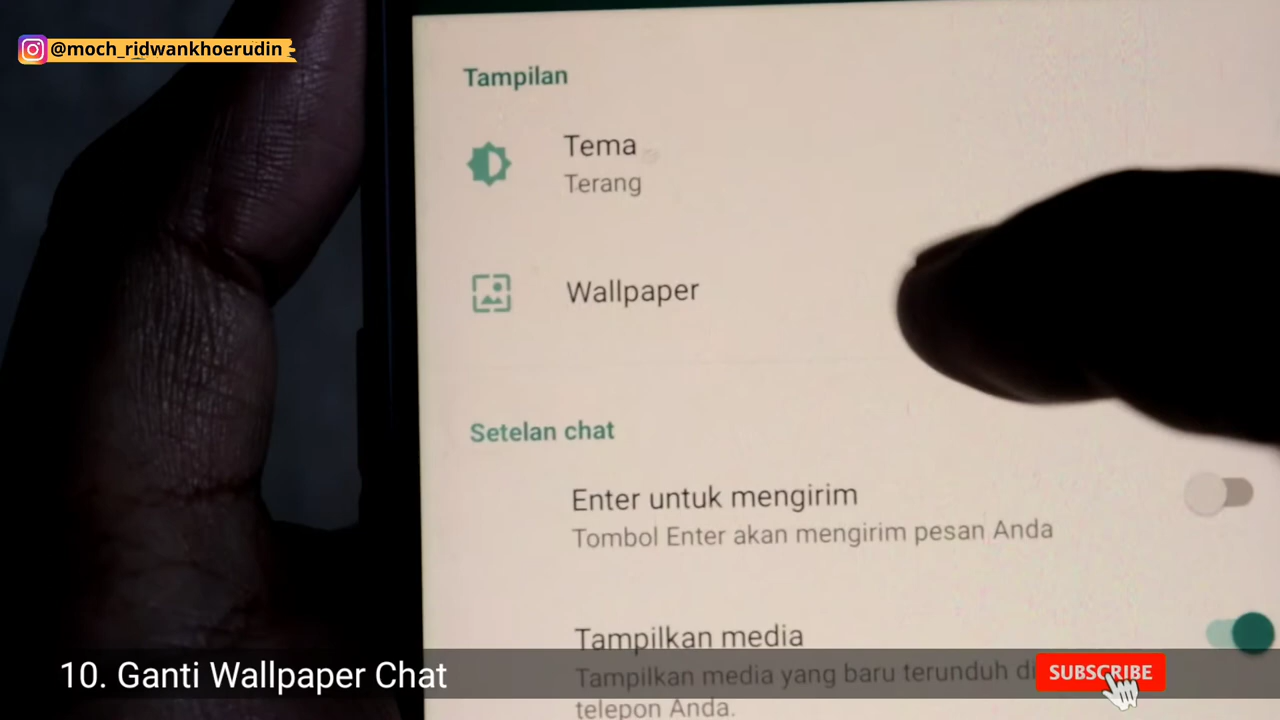 @moch_ridwankhoerudin
Tampilan
Tema
Terang
Wallpaper
Setelan chat
Enter untuk mengirim
Tombol Enter akan mengirim pesan Anda
Tampilkan media
Tampilkan media yang baru terunduh di
telepon Anda.
10. Ganti Wallpaper Chat
SUBSCRIBE